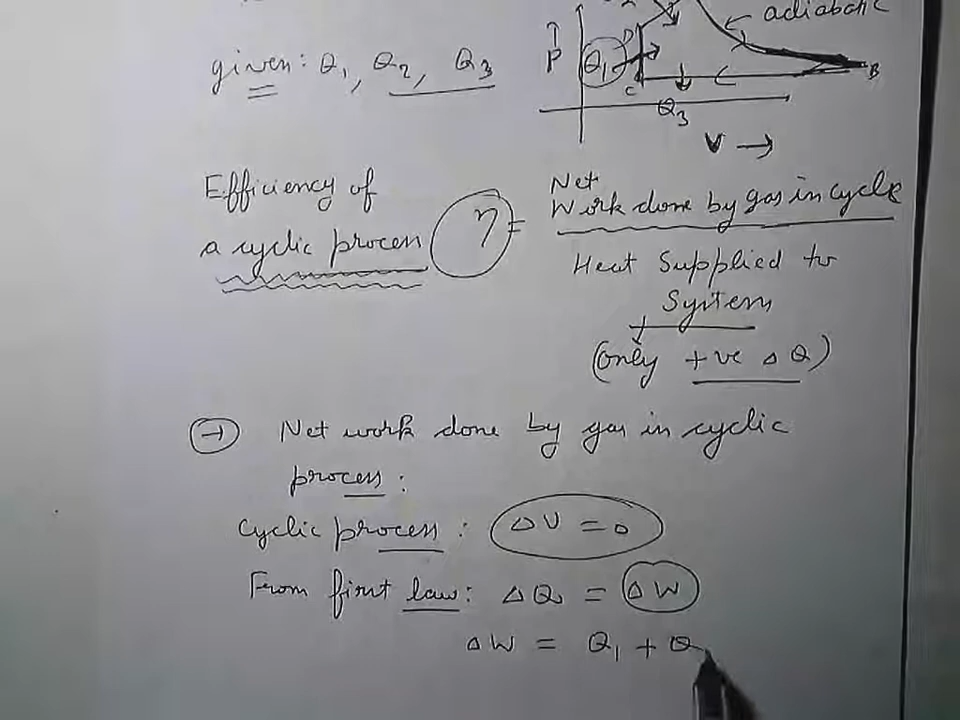 adiabatic
P
Q1
C
B
Q3
V →
given: Q1, Q2, Q3
Efficiency of
a cyclic process η =
Net
Work done by gas in cycle
Heat Supplied to
System
(only +ve ΔQ)
→ Net work done by gas in cyclic
process:
Cyclic process: ΔU = 0
From first law: ΔQ = ΔW
ΔW = Q1 + Q